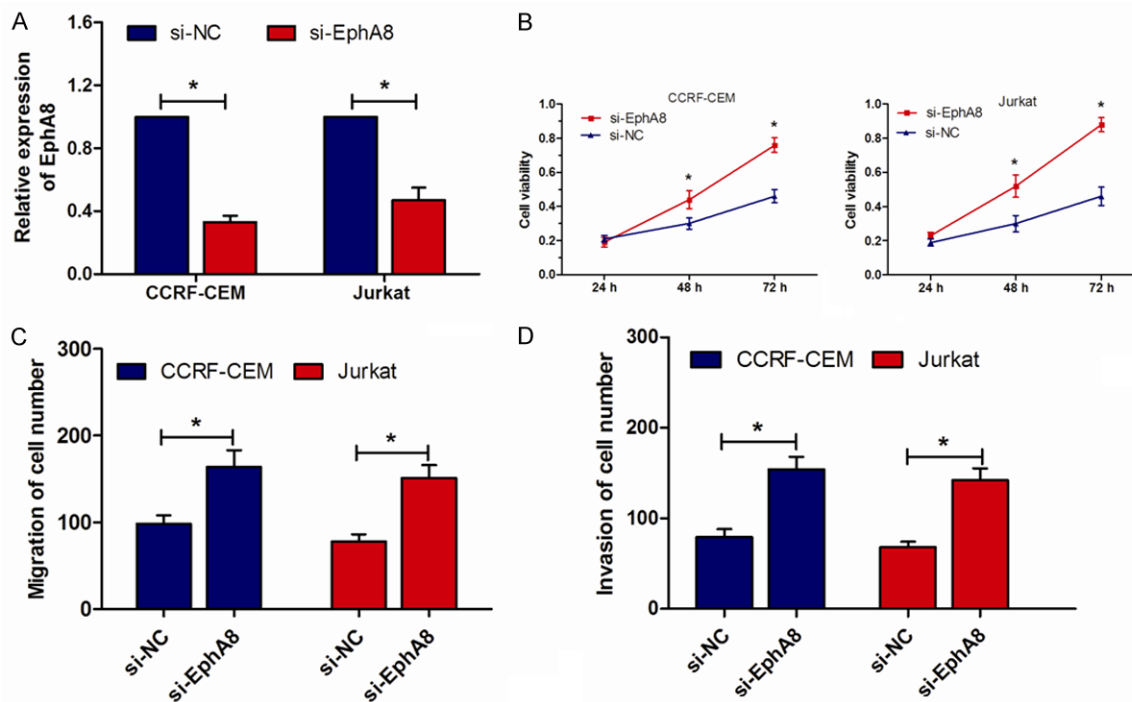 A
si-NC si-EphA8
Relative expression
of EphA8
1.6
1.2
0.8
0.4
0.0
* *
CCRF-CEM Jurkat
B
CCRF-CEM
si-EphA8
si-NC
Cell viability
1.0
0.8
0.6
0.4
0.2
0.0
* *
24 h 48 h 72 h
Jurkat
si-EphA8
si-NC
Cell viability
1.0
0.8
0.6
0.4
0.2
0.0
* *
24 h 48 h 72 h
C
CCRF-CEM Jurkat
Migration of cell number
300
200
100
0
* *
si-NC si-EphA8 si-NC si-EphA8
D
CCRF-CEM Jurkat
Invasion of cell number
300
200
100
0
* *
si-NC si-EphA8 si-NC si-EphA8